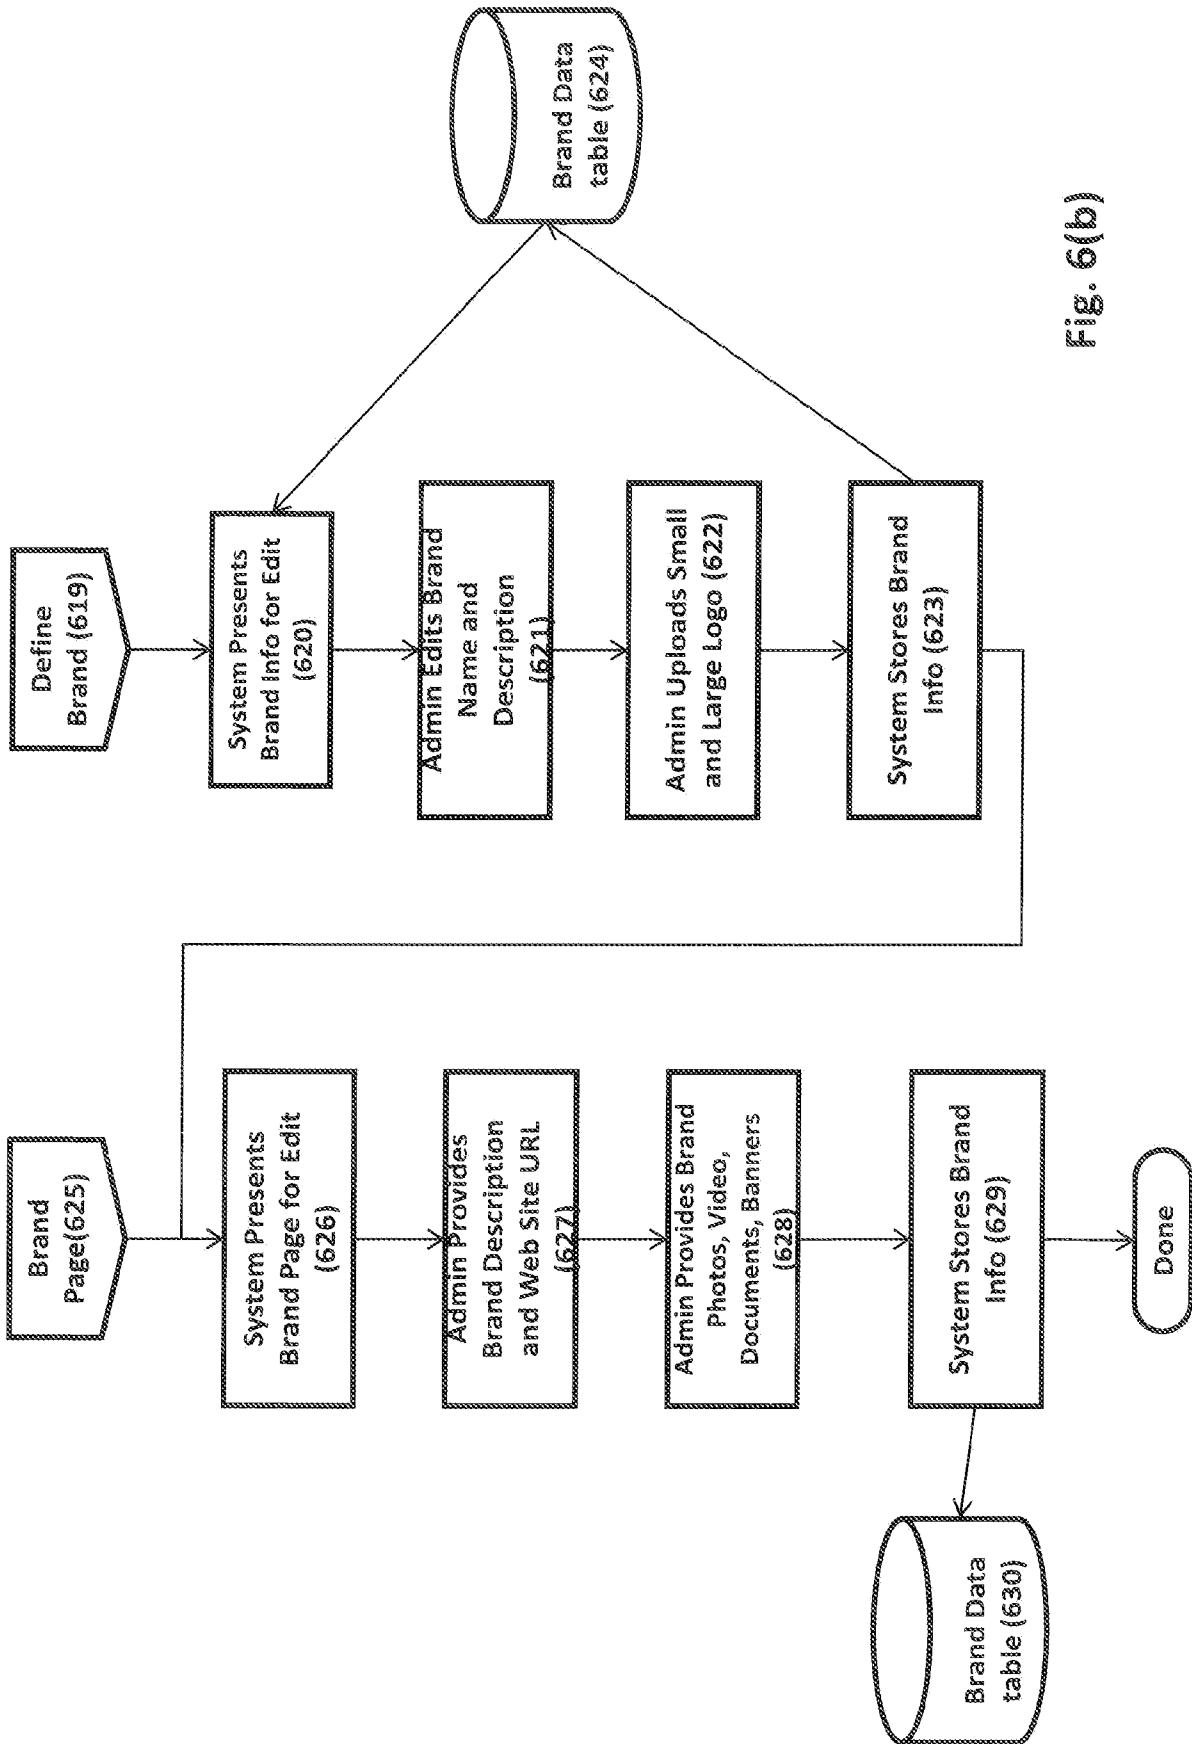 Brand
Page(625)
System Presents
Brand Page for Edit
(626)
Admin Provides
Brand Description
and Web Site URL
(627)
Admin Provides Brand
Photos, Video,
Documents, Banners
(628)
System Stores Brand
Info (629)
Done
Brand Data
table (630)
Define
Brand (619)
System Presents
Brand Info for Edit
(620)
Admin Edits Brand
Name and
Description
(621)
Admin Uploads Small
and Large Logo (622)
System Stores Brand
Info (623)
Brand Data
table (624)
Fig. 6(b)